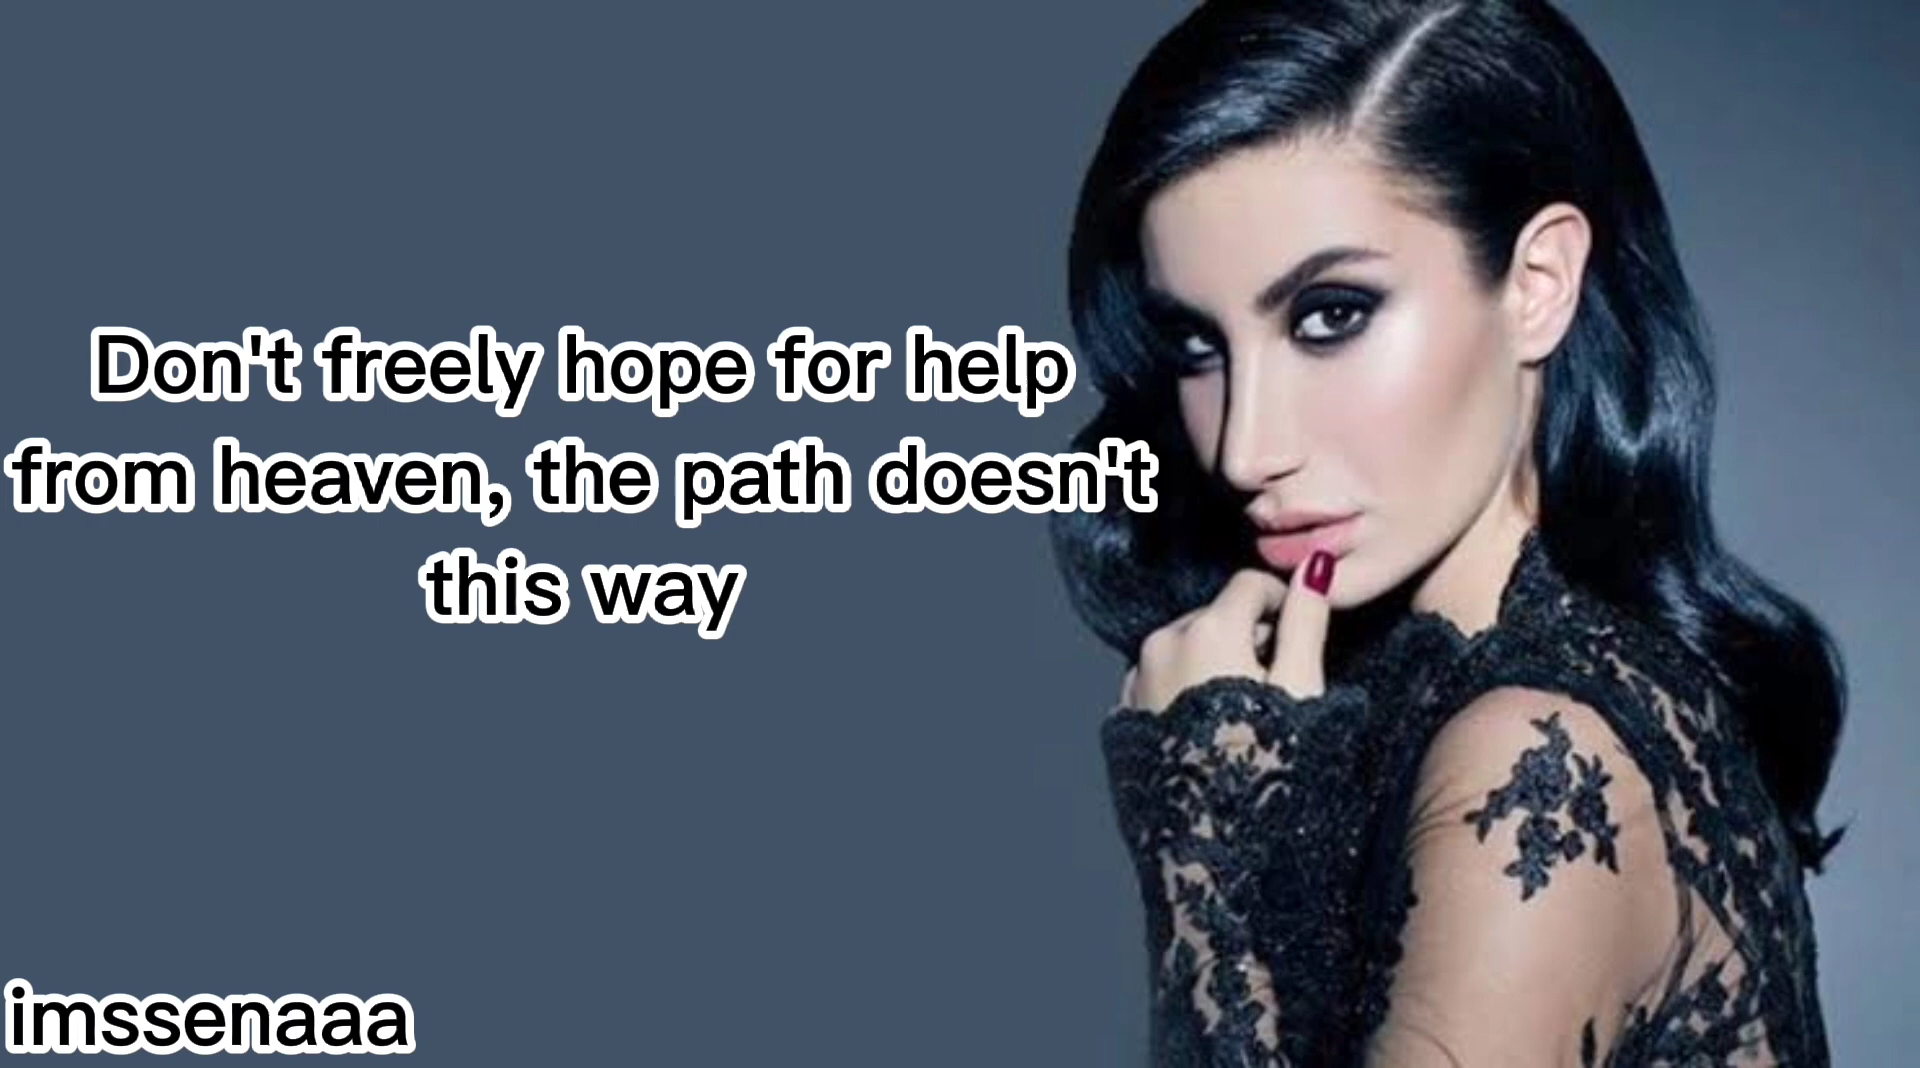 Don't freely hope for help
from heaven, the path doesn't
this way
imssenaaa